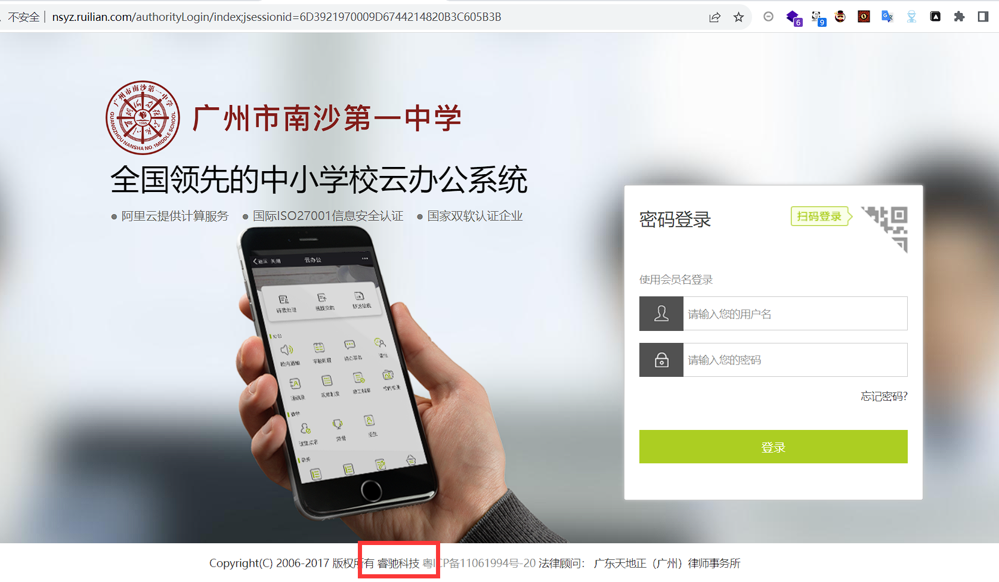 不安全 | nsyz.ruilian.com/authorityLogin/index;jsessionid=6D3921970009D6744214820B3C605B3B
6
9
广州市南沙第一中学
GUANGZHOU NANSHA NO.1 MIDDLE SCHOOL
1965
广州市南沙第一中学
全国领先的中小学校云办公系统
● 阿里云提供计算服务 ● 国际ISO27001信息安全认证 ● 国家双软认证企业
返回 关闭 云办公
密码登录
扫码登录
使用会员名登录
请输入您的用户名
请输入您的密码
忘记密码?
登录
Copyright(C) 2006-2017 版权所有 睿驰科技 粤ICP备11061994号-20 法律顾问： 广东天地正（广州）律师事务所